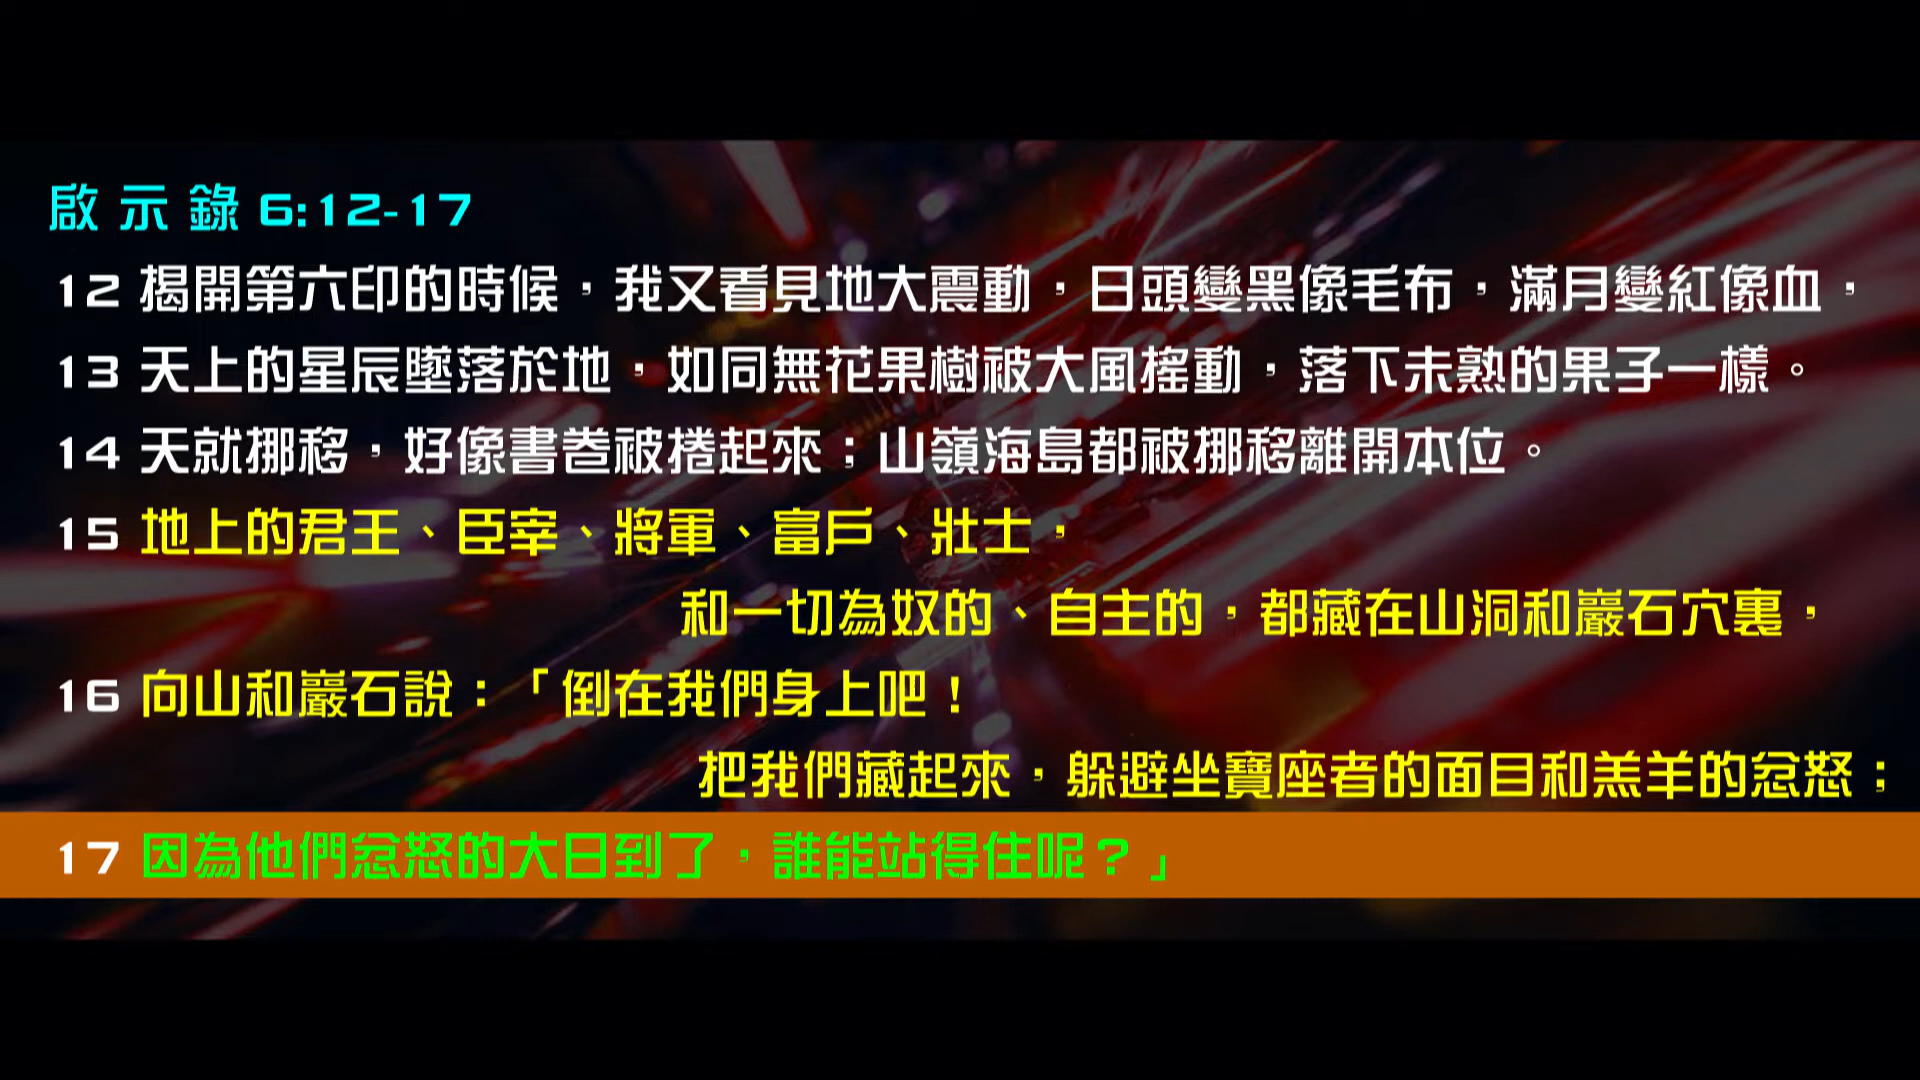 啟示錄 6:12-17
12 揭開第六印的時候，我又看見地大震動，日頭變黑像毛布，滿月變紅像血，
13 天上的星辰墜落於地，如同無花果樹被大風搖動，落下未熟的果子一樣。
14 天就挪移，好像書卷被捲起來；山嶺海島都被挪移離開本位。
15 地上的君王、臣宰、將軍、富戶、壯士，
和一切為奴的、自主的，都藏在山洞和巖石穴裏，
16 向山和巖石說：「倒在我們身上吧！
把我們藏起來，躲避坐寶座者的面目和羔羊的忿怒；
17 因為他們忿怒的大日到了，誰能站得住呢？」